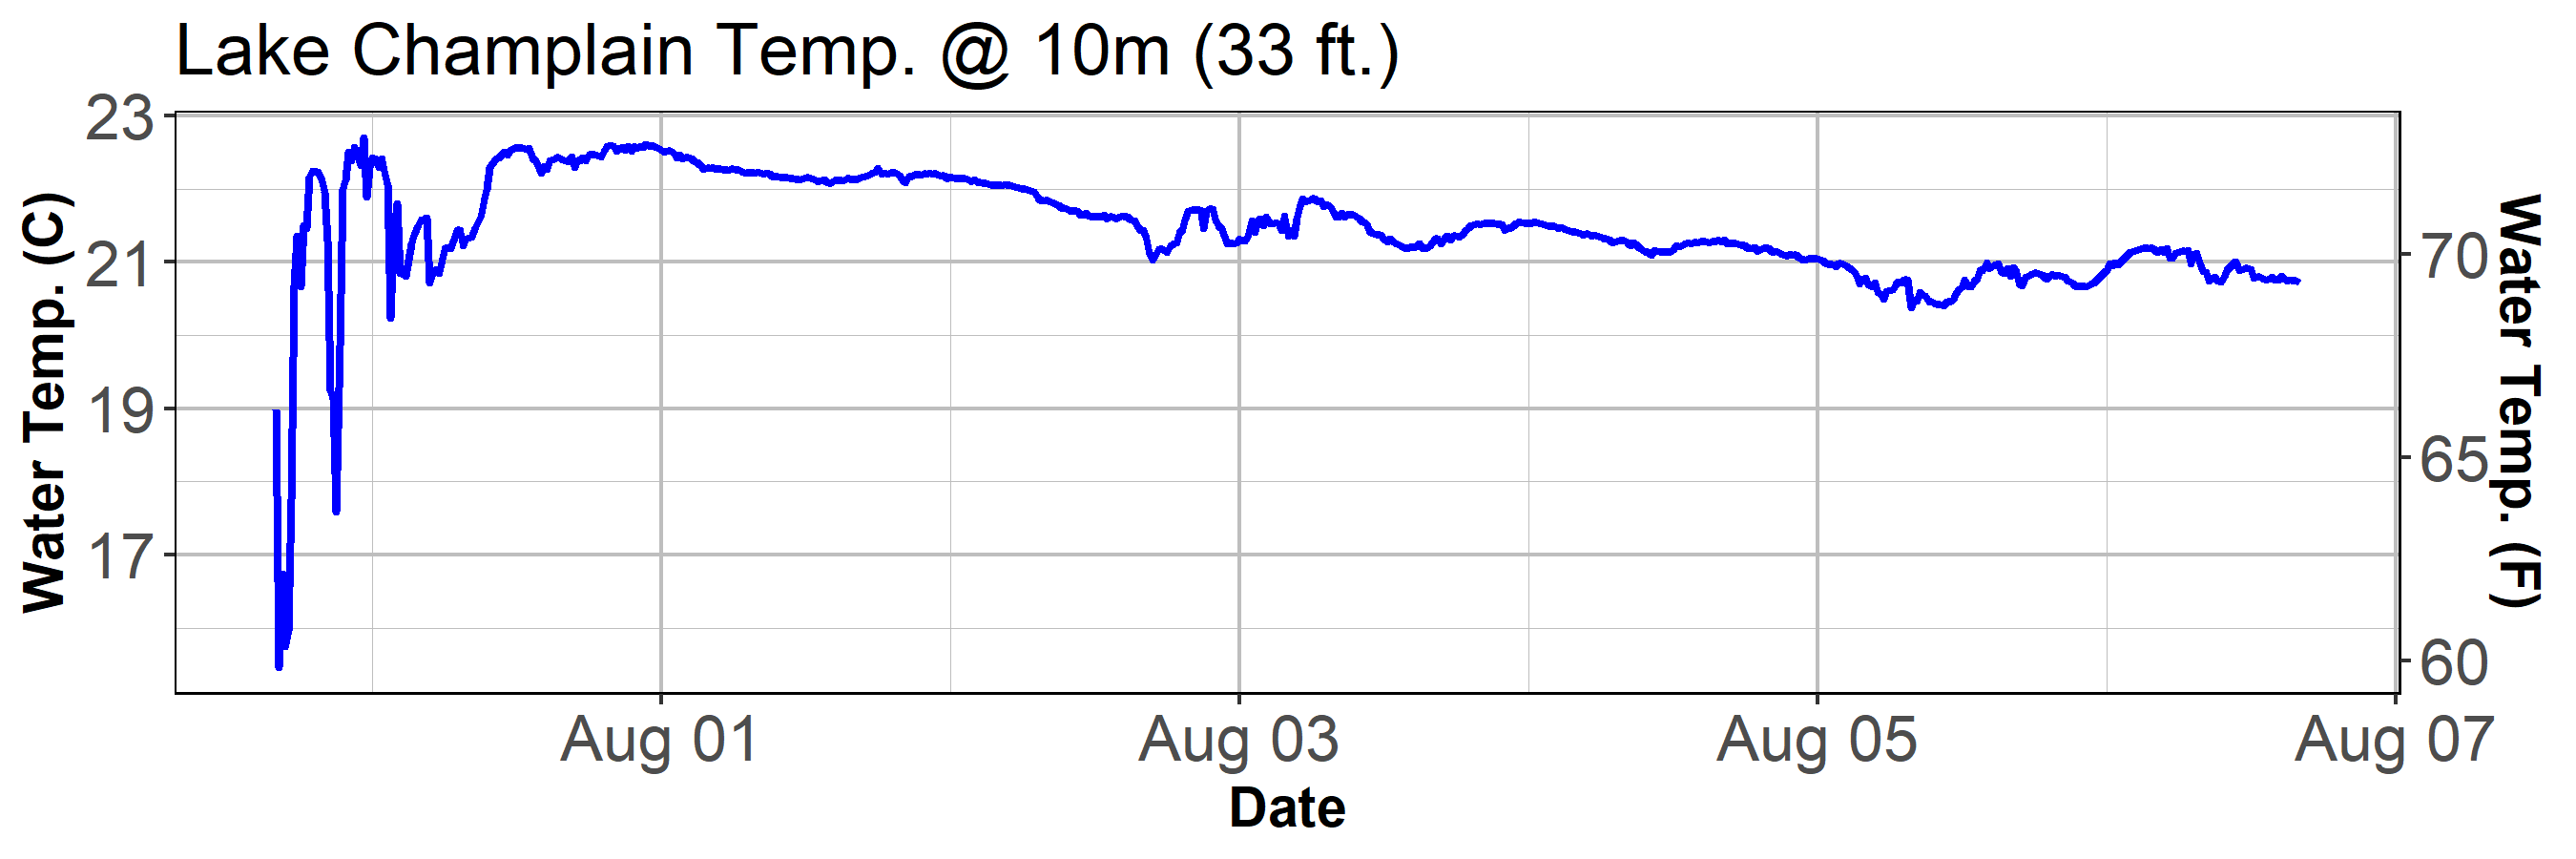 Lake Champlain Temp. @ 10m (33 ft.)
Water Temp. (C)
23
21
19
17
70
65
60
Water Temp. (F)
Aug 01
Aug 03
Aug 05
Aug 07
Date